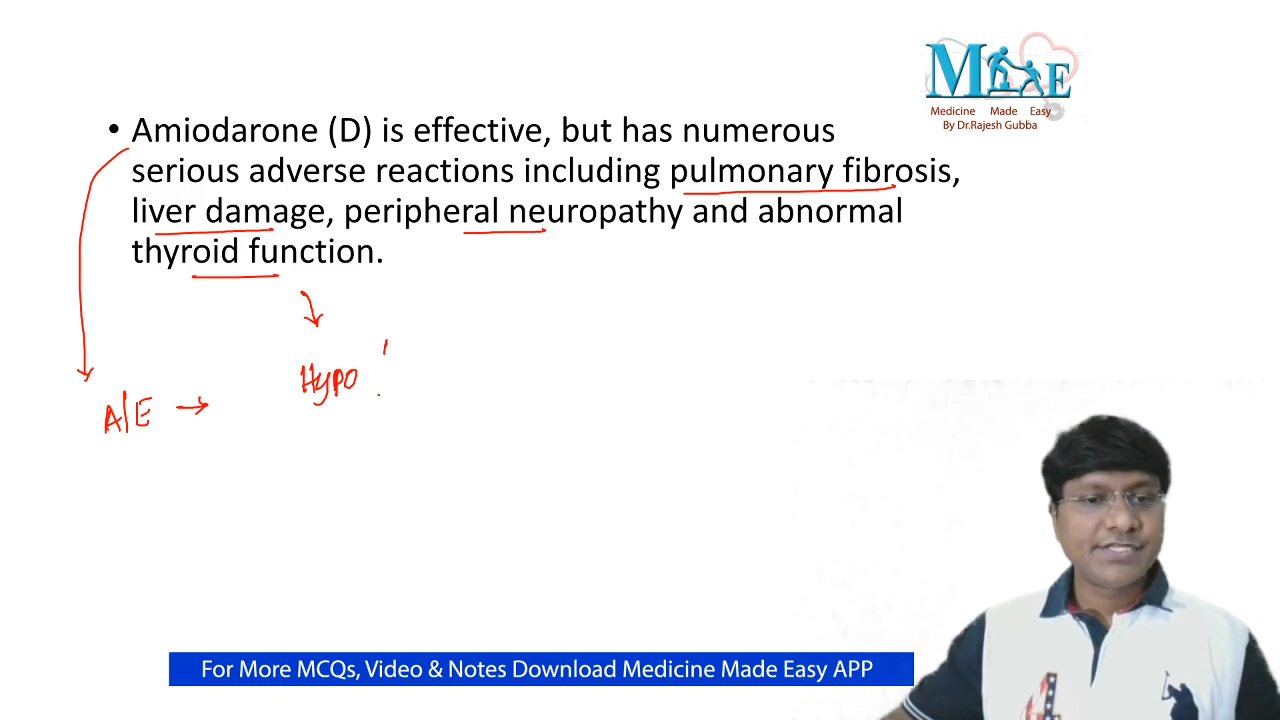 M E
Medicine Made Easy
By Dr.Rajesh Gubba
• Amiodarone (D) is effective, but has numerous
serious adverse reactions including pulmonary fibrosis,
liver damage, peripheral neuropathy and abnormal
thyroid function.
Hypo
A/E →
For More MCQs, Video & Notes Download Medicine Made Easy APP